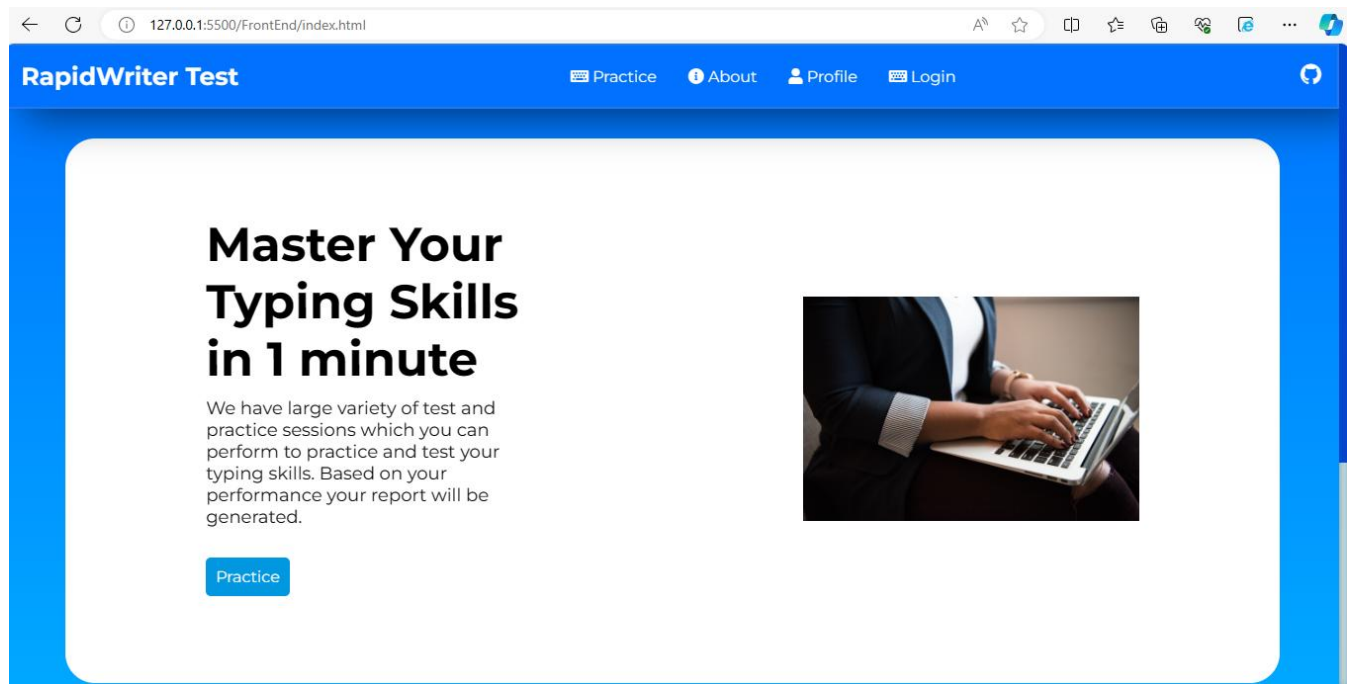 127.0.0.1:5500/FrontEnd/index.html
RapidWriter Test
Practice
About
Profile
Login
Master Your
Typing Skills
in 1 minute
We have large variety of test and
practice sessions which you can
perform to practice and test your
typing skills. Based on your
performance your report will be
generated.
Practice